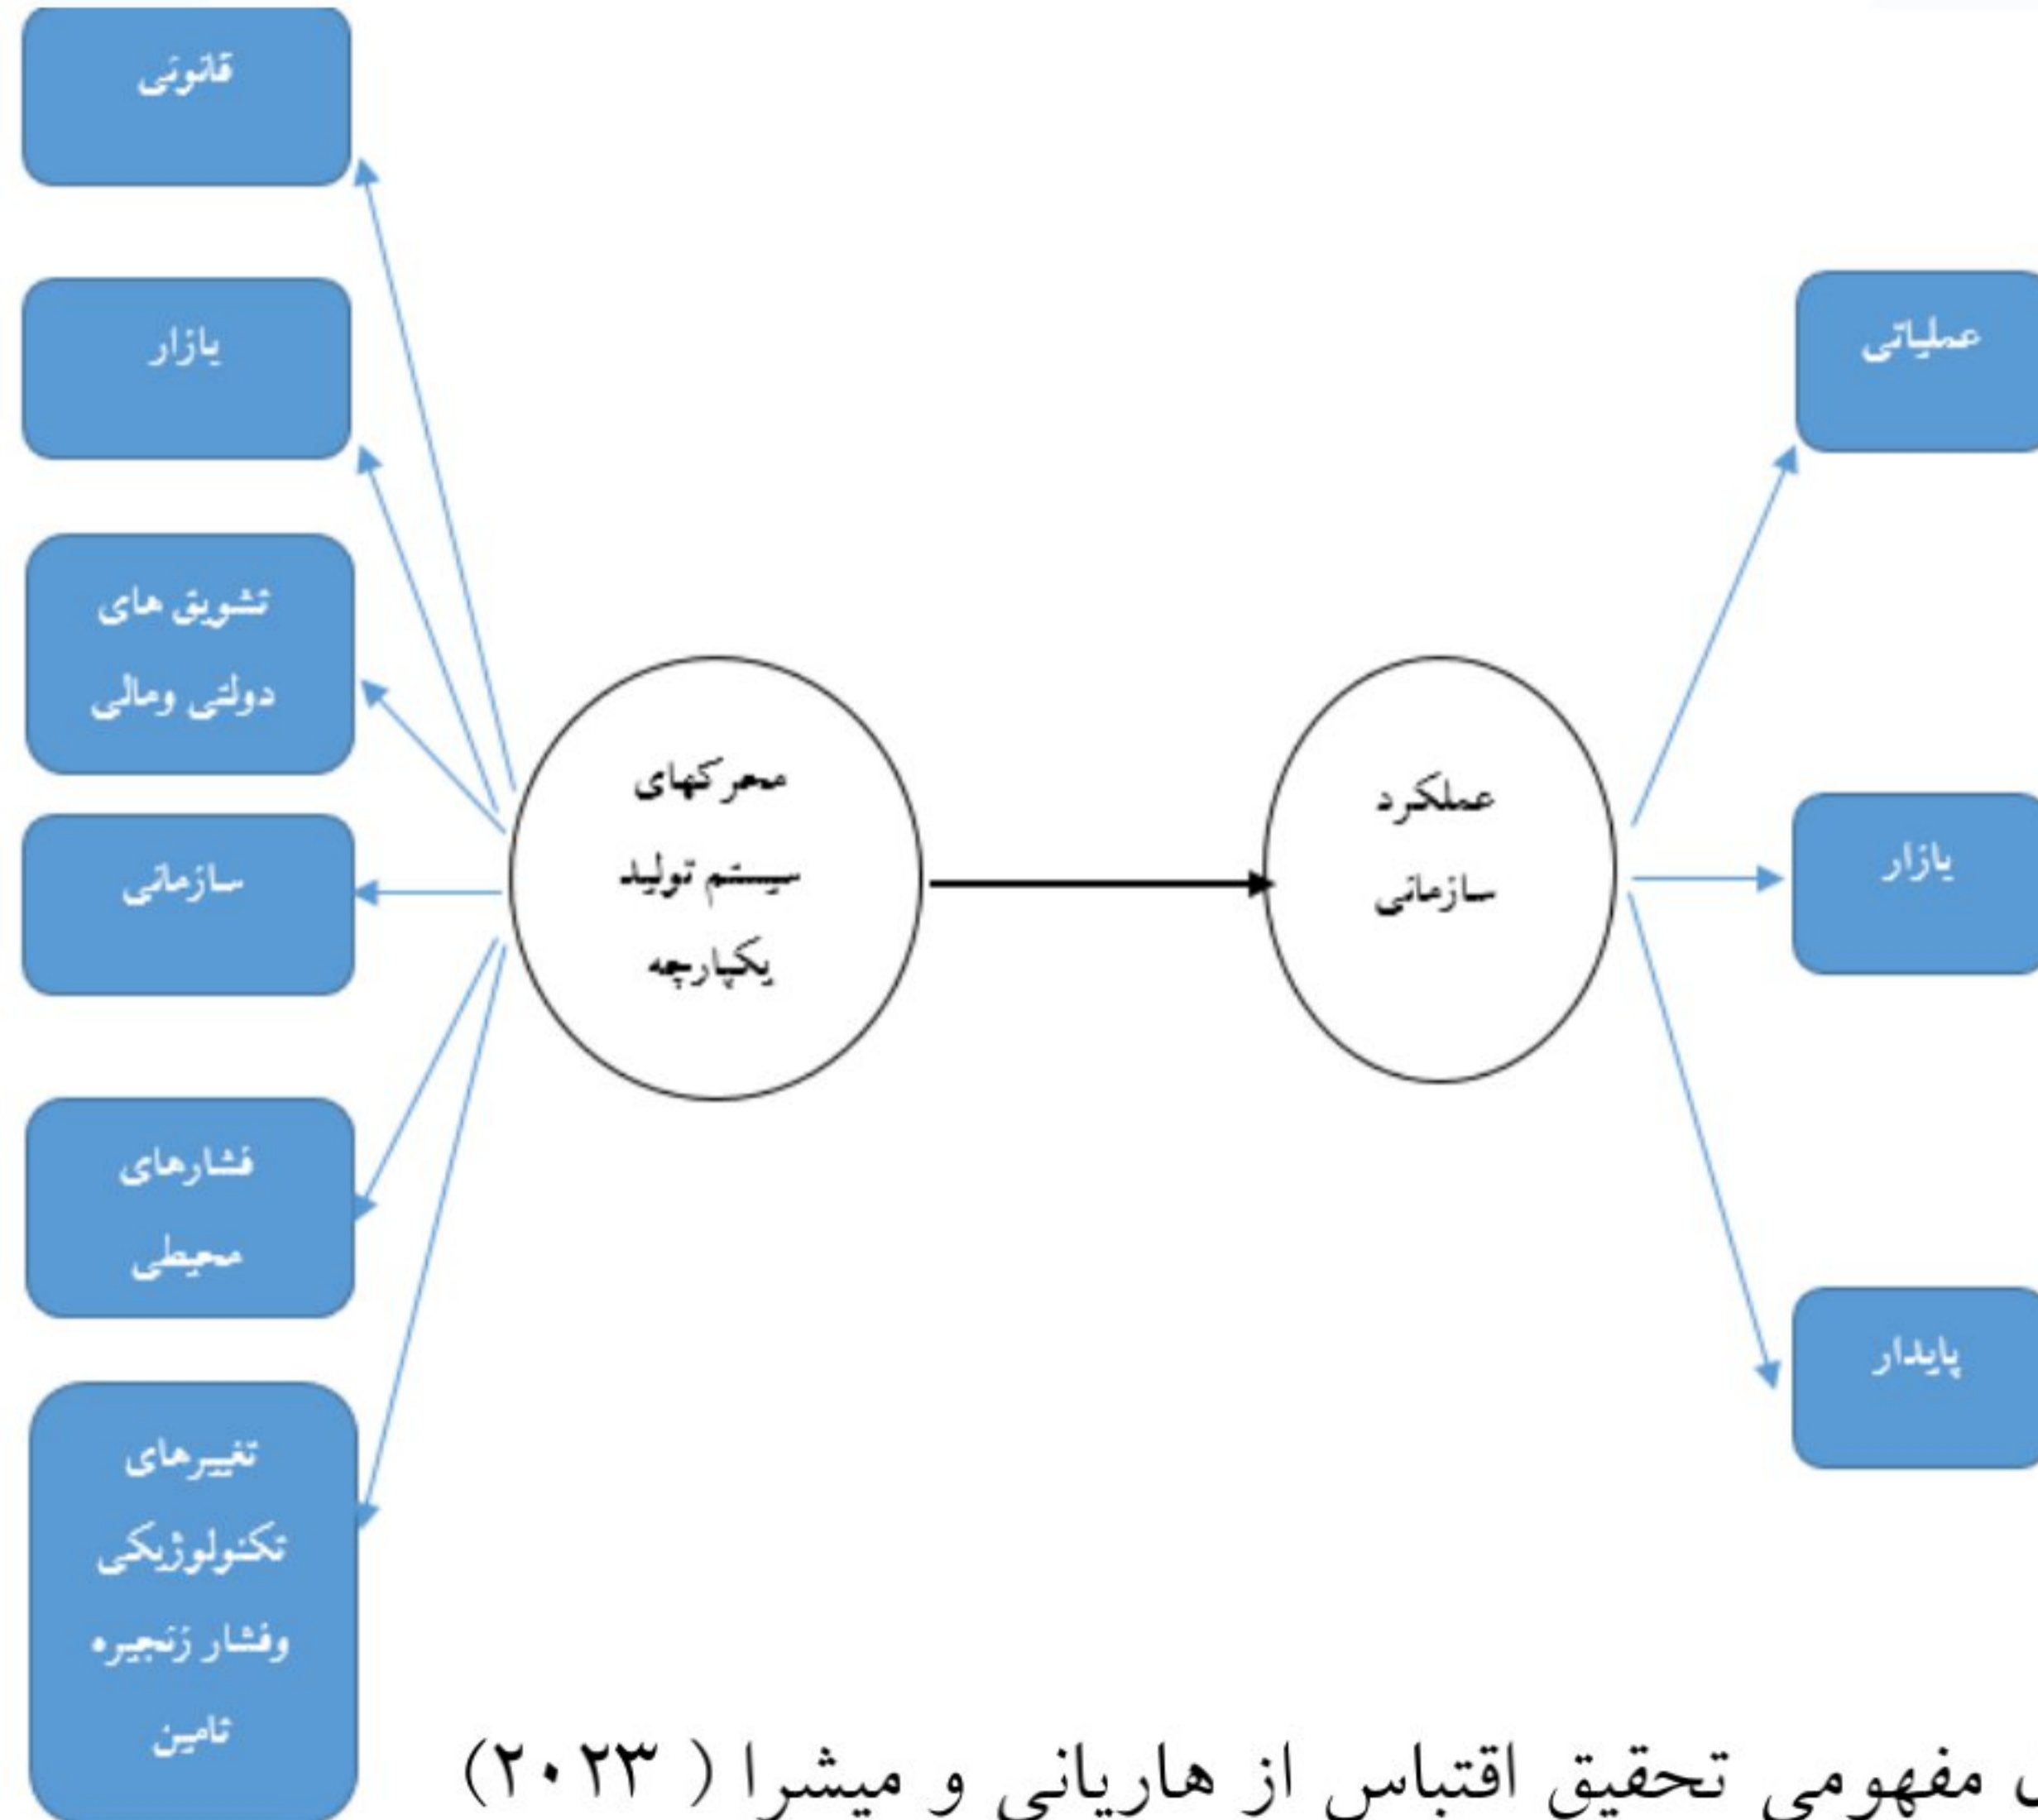 قانونی
بازار
تشویق های
دولتی ومالی
سازمانی
فشارهای
محیطی
تغییرهای
تکنولوژیکی
وفشار زنجیره
تامین
محرکهای
سیستم تولید
یکپارچه
عملکرد
سازمانی
عملیاتی
بازار
پایدار
مفهومی تحقیق اقتباس از هاریانی و میشرا ( ۲۰۲۳)